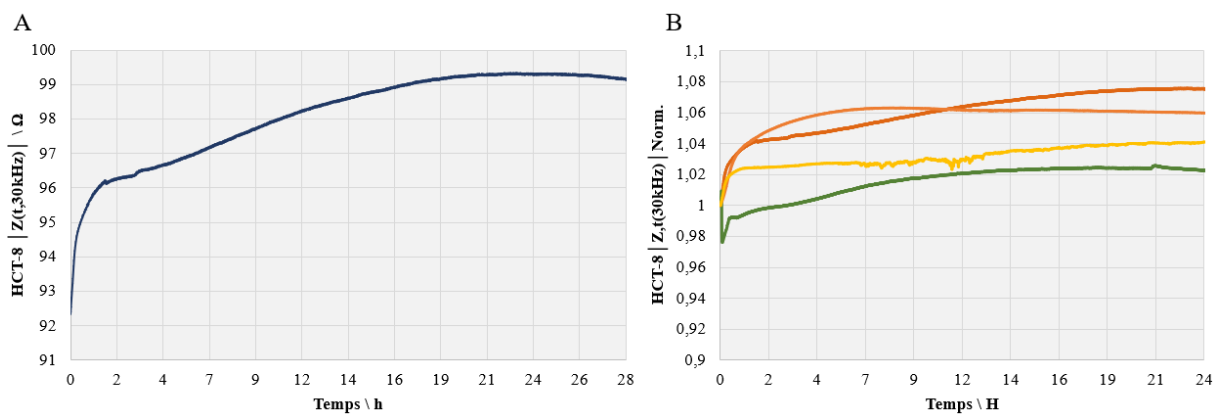 A
HCT-8 | Z(t,30kHz) | \ Ω
100
99
98
97
96
95
94
93
92
91
0 2 4 7 9 12 14 16 19 21 24 26 28
Temps \ h
B
HCT-8 | Z,t(30kHz) | Norm.
1,1
1,08
1,06
1,04
1,02
1
0,98
0,96
0,94
0,92
0,9
0 2 4 7 9 12 14 16 19 21 24
Temps \ H